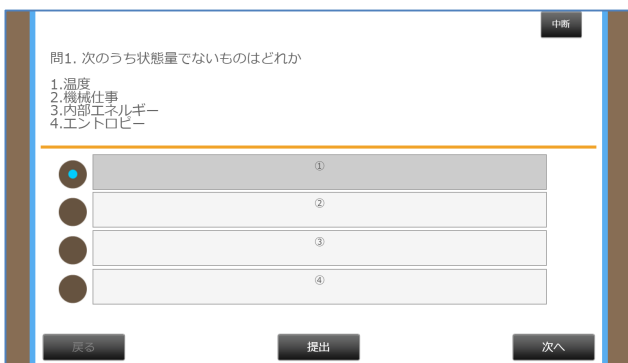 中断
問1. 次のうち状態量でないものはどれか
1.温度
2.機械仕事
3.内部エネルギー
4.エントロピー
①
②
③
④
戻る
提出
次へ